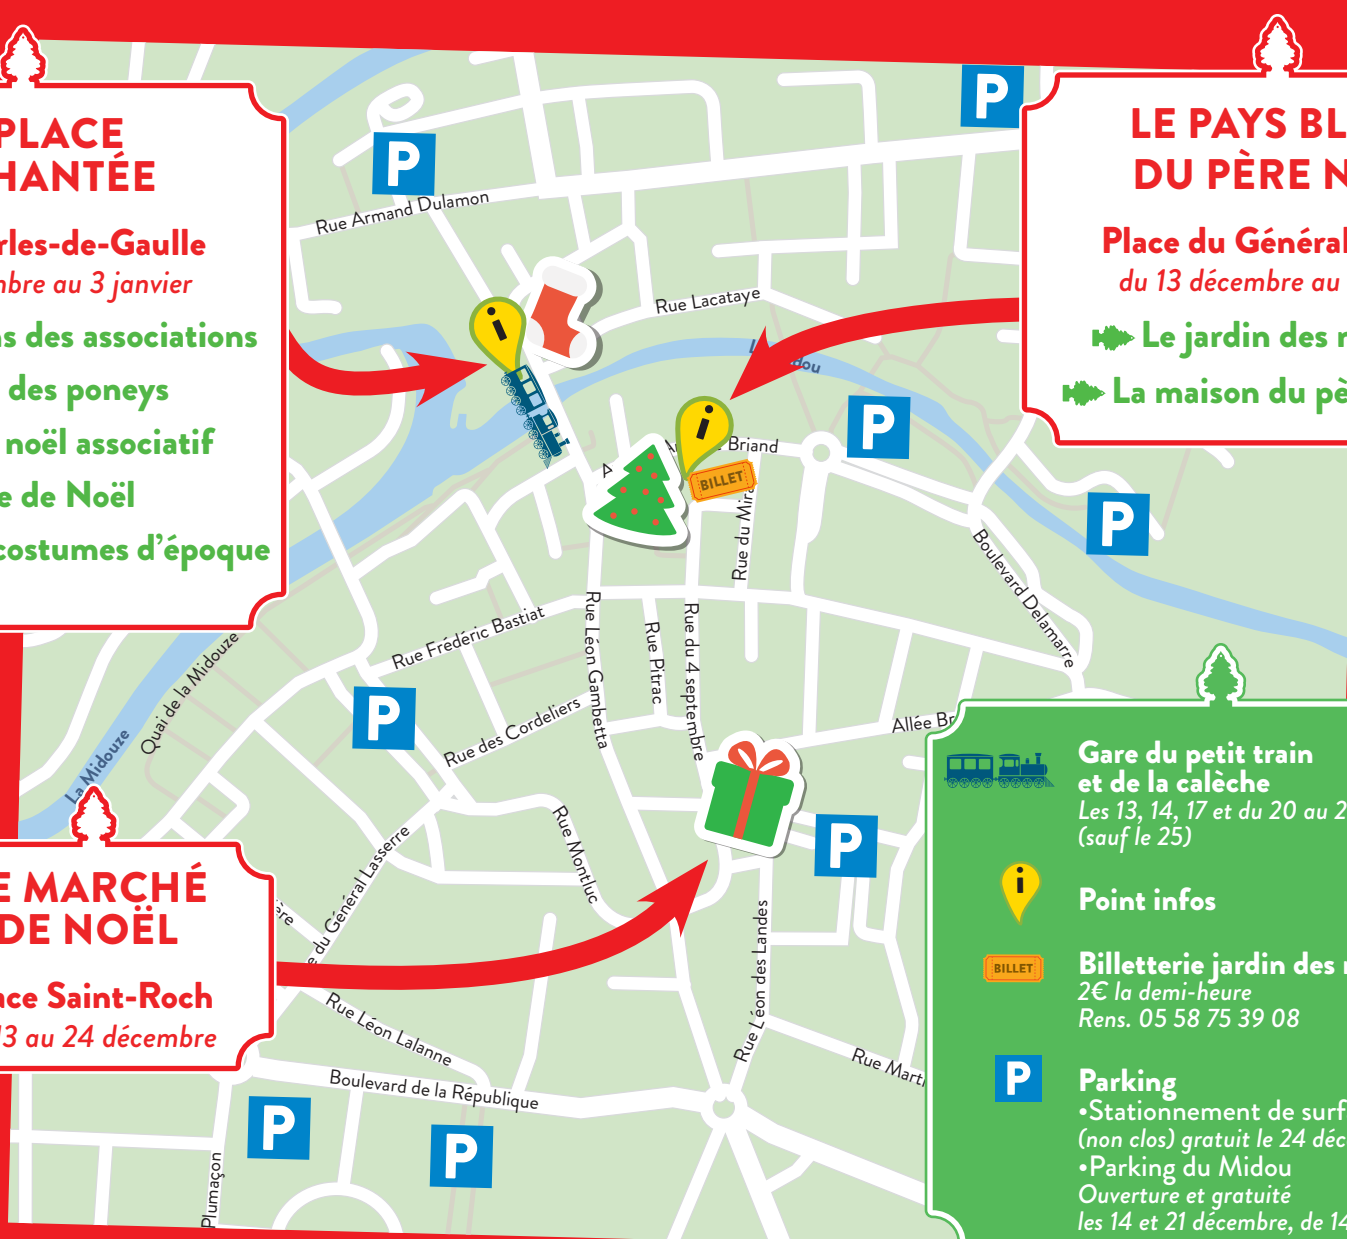 PLACE
HANTÉE
rles-de-Gaulle
mbre au 3 janvier
ns des associations
des poneys
noël associatif
e de Noël
costumes d'époque
LE PAYS BL
DU PÈRE N
Place du Général
du 13 décembre au
Le jardin des
La maison du pè
E MARCHÉ
DE NOËL
ace Saint-Roch
13 au 24 décembre
P
P
P
P
P
P
P
P
Rue Armand Dulamon
Rue Lacataye
i
i
BILLET
Briand
A
Rue du Mira
Boulevard Delamarre
Rue Frédéric Bastiat
Rue Léon Gambetta
Rue Pitrac
Rue du 4 septembre
Quai de la Midouze
La Midouze
Rue des Cordeliers
Allée Br
Rue Montluc
e du Général Lasserre
ère
Rue Léon des Landes
Rue Léon Lalanne
Rue Marti
Boulevard de la République
Plumaçon
Gare du petit train
et de la calèche
Les 13, 14, 17 et du 20 au 2
(sauf le 25)
i
Point infos
BILLET
Billetterie jardin des
2€ la demi-heure
Rens. 05 58 75 39 08
P
Parking
•Stationnement de surf
(non clos) gratuit le 24 déc
•Parking du Midou
Ouverture et gratuité
les 14 et 21 décembre, de 14